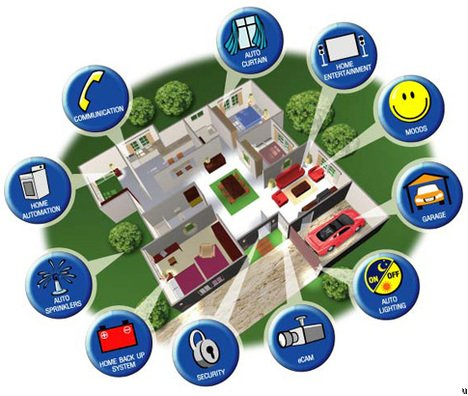 AUTO
CURTAIN
HOME
ENTERTAINMENT
COMMUNICATION
MOODS
HOME
AUTOMATION
GARAGE
AUTO
SPRINKLERS
ON
OFF
AUTO
LIGHTING
HOME BACK UP
SYSTEM
SECURITY
eCAM
u